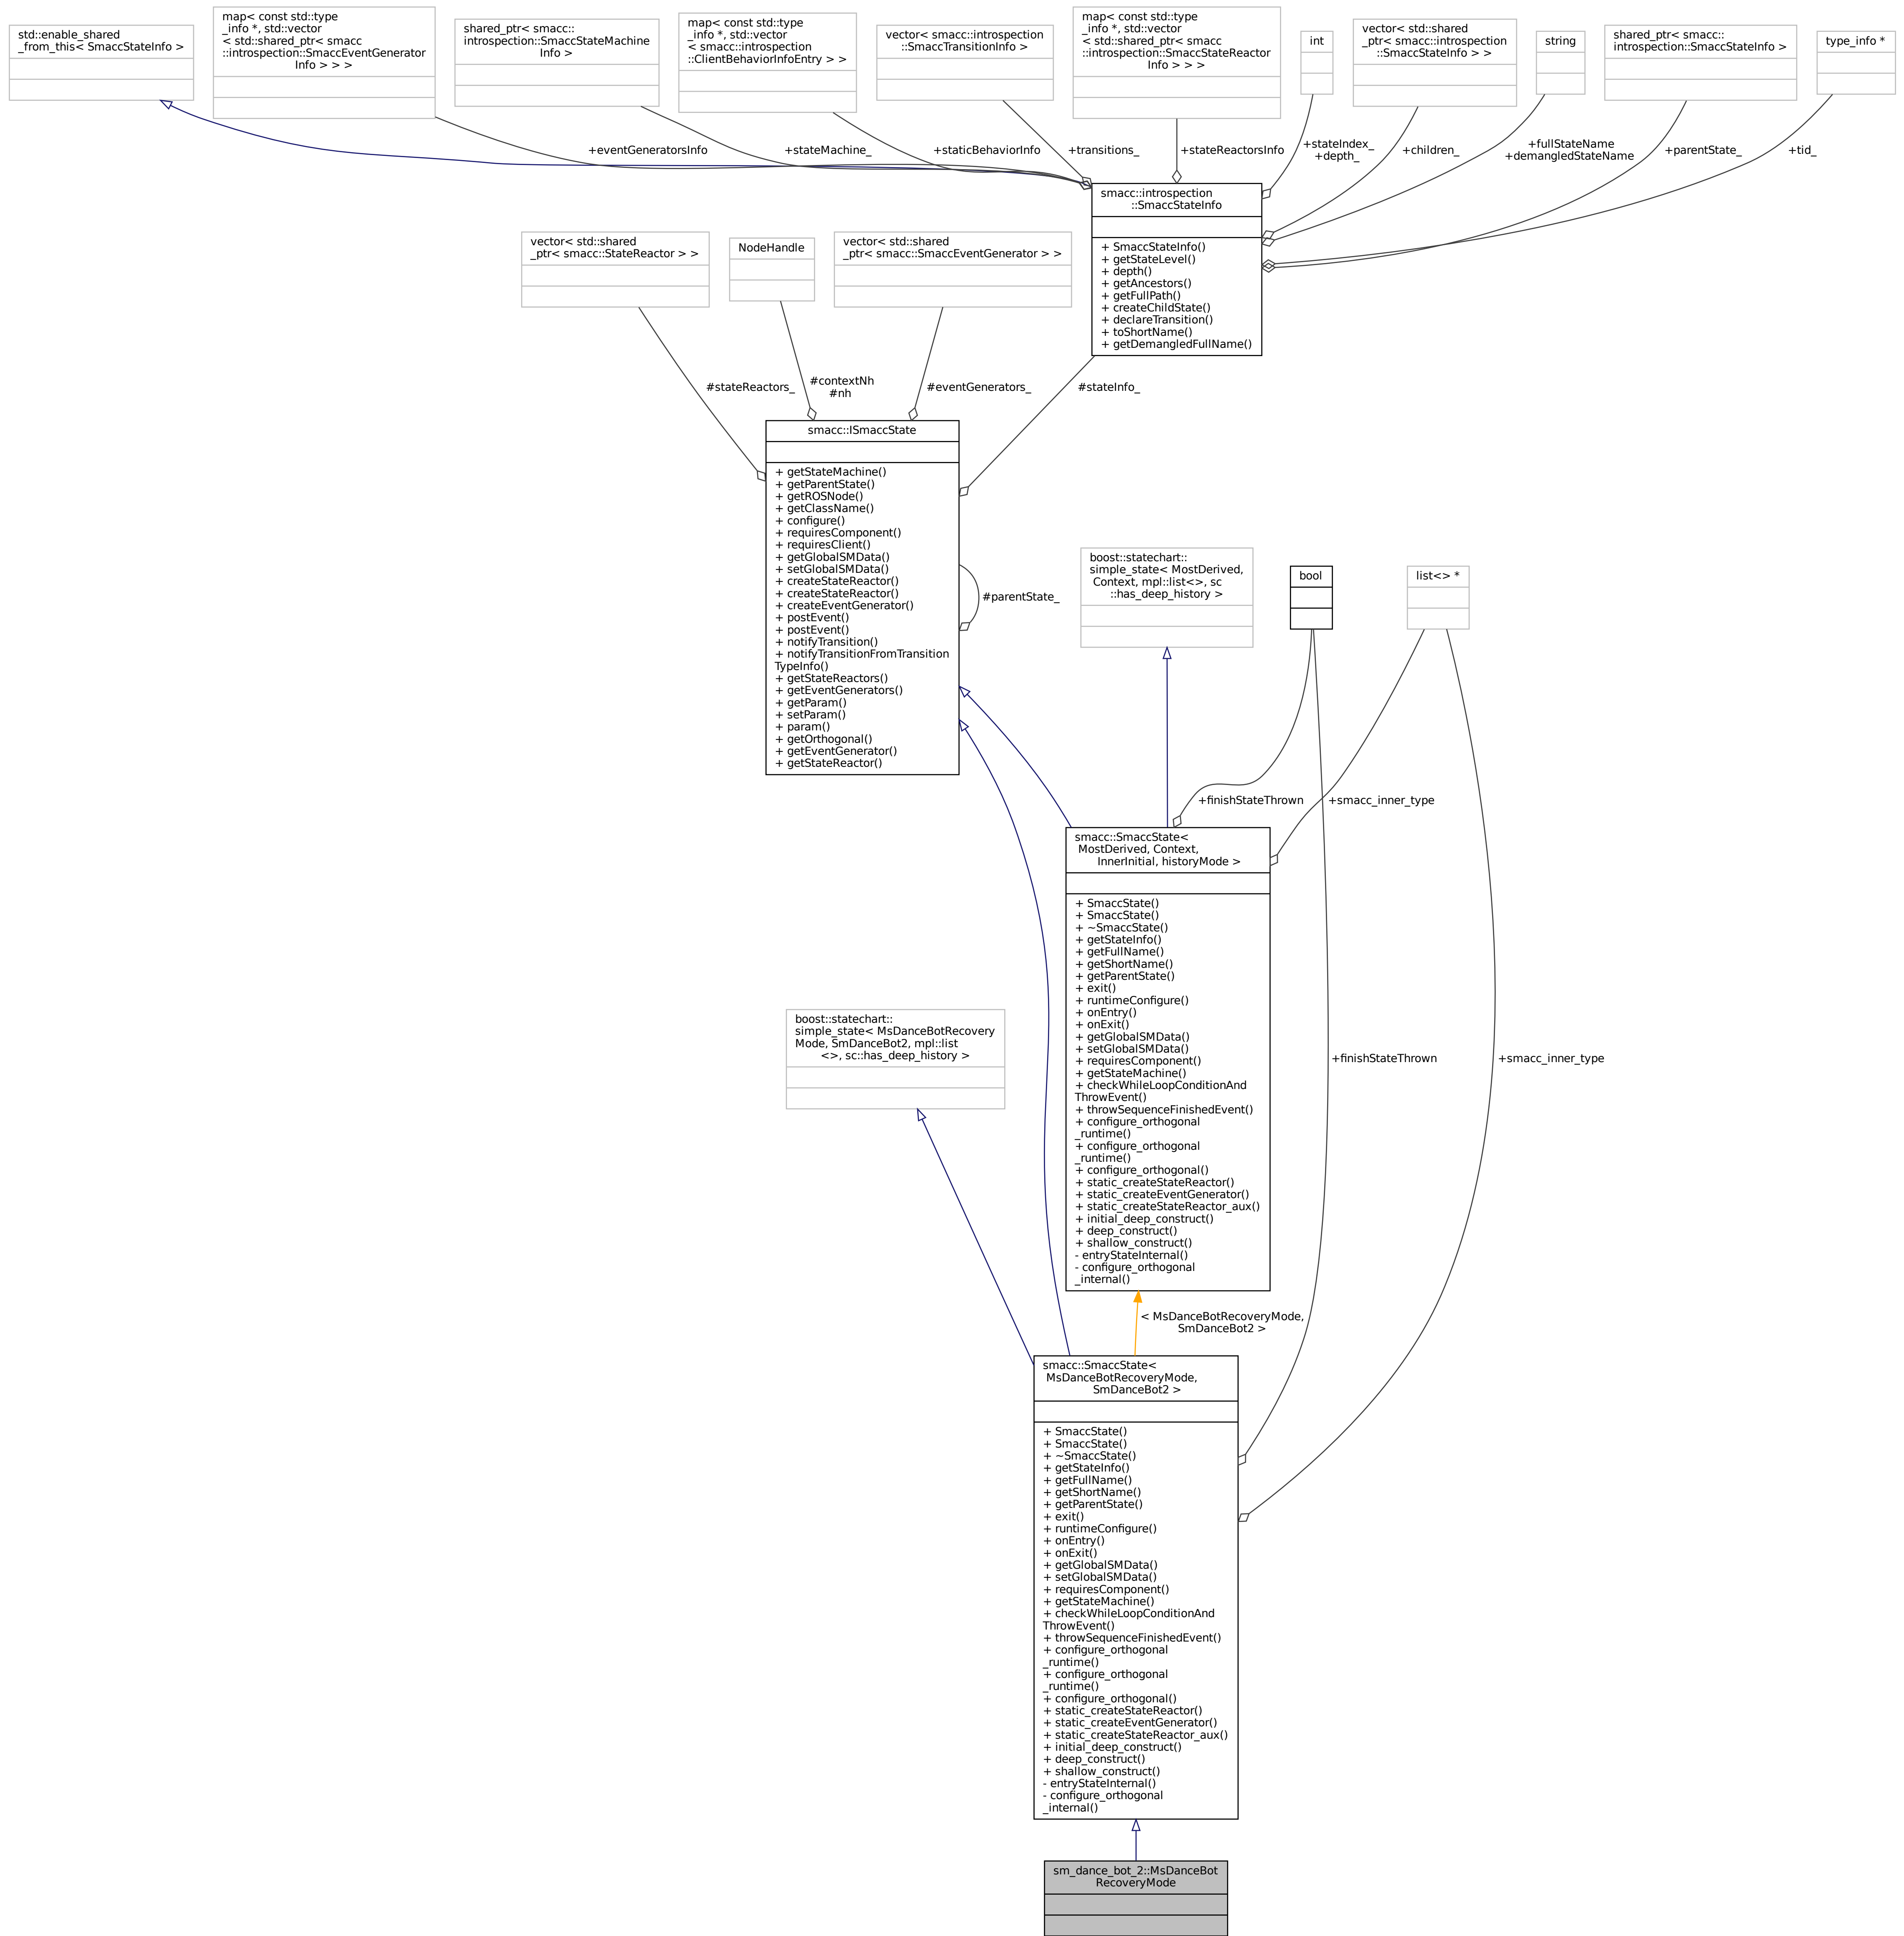 std::enable_shared
_from_this< SmaccStateInfo >
map< const std::type
_info *, std::vector
< std::shared_ptr< smacc
::introspection::SmaccEventGenerator
Info > > >
shared_ptr< smacc::
introspection::SmaccStateMachine
Info >
map< const std::type
_info *, std::vector
< smacc::introspection
::ClientBehaviorInfoEntry > >
vector< smacc::introspection
::SmaccTransitionInfo >
map< const std::type
_info *, std::vector
< std::shared_ptr< smacc
::introspection::SmaccStateReactor
Info > > >
int
vector< std::shared
_ptr< smacc::introspection
::SmaccStateInfo > >
string
shared_ptr< smacc::
introspection::SmaccStateInfo >
type_info *
+eventGeneratorsInfo
+stateMachine_
+staticBehaviorInfo
+transitions_
+stateReactorsInfo
+stateIndex_
+depth_
+children_
+fullStateName
+demangledStateName
+parentState_
+tid_
smacc::introspection
::SmaccStateInfo
+ SmaccStateInfo()
+ getStateLevel()
+ depth()
+ getAncestors()
+ getFullPath()
+ createChildState()
+ declareTransition()
+ toShortName()
+ getDemangledFullName()
vector< std::shared
_ptr< smacc::StateReactor > >
NodeHandle
vector< std::shared
_ptr< smacc::SmaccEventGenerator > >
#stateReactors_
#contextNh
#nh
#eventGenerators_
#stateInfo_
smacc::ISmaccState
+ getStateMachine()
+ getParentState()
+ getROSNode()
+ getClassName()
+ configure()
+ requiresComponent()
+ requiresClient()
+ getGlobalSMData()
+ setGlobalSMData()
+ createStateReactor()
+ createStateReactor()
+ createEventGenerator()
+ postEvent()
+ postEvent()
+ notifyTransition()
+ notifyTransitionFromTransition
TypeInfo()
+ getStateReactors()
+ getEventGenerators()
+ getParam()
+ setParam()
+ param()
+ getOrthogonal()
+ getEventGenerator()
+ getStateReactor()
#parentState_
boost::statechart::
simple_state< MostDerived,
Context, mpl::list<>, sc
::has_deep_history >
bool
list<> *
+finishStateThrown
+smacc_inner_type
smacc::SmaccState<
MostDerived, Context,
InnerInitial, historyMode >
+ SmaccState()
+ SmaccState()
+ ~SmaccState()
+ getStateInfo()
+ getFullName()
+ getShortName()
+ getParentState()
+ exit()
+ runtimeConfigure()
+ onEntry()
+ onExit()
+ getGlobalSMData()
+ setGlobalSMData()
+ requiresComponent()
+ getStateMachine()
+ checkWhileLoopConditionAnd
ThrowEvent()
+ throwSequenceFinishedEvent()
+ configure_orthogonal
_runtime()
+ configure_orthogonal
_runtime()
+ configure_orthogonal()
+ static_createStateReactor()
+ static_createEventGenerator()
+ static_createStateReactor_aux()
+ initial_deep_construct()
+ deep_construct()
+ shallow_construct()
- entryStateInternal()
- configure_orthogonal
_internal()
boost::statechart::
simple_state< MsDanceBotRecovery
Mode, SmDanceBot2, mpl::list
<>, sc::has_deep_history >
+finishStateThrown
+smacc_inner_type
< MsDanceBotRecoveryMode,
SmDanceBot2 >
smacc::SmaccState<
MsDanceBotRecoveryMode,
SmDanceBot2 >
+ SmaccState()
+ SmaccState()
+ ~SmaccState()
+ getStateInfo()
+ getFullName()
+ getShortName()
+ getParentState()
+ exit()
+ runtimeConfigure()
+ onEntry()
+ onExit()
+ getGlobalSMData()
+ setGlobalSMData()
+ requiresComponent()
+ getStateMachine()
+ checkWhileLoopConditionAnd
ThrowEvent()
+ throwSequenceFinishedEvent()
+ configure_orthogonal
_runtime()
+ configure_orthogonal
_runtime()
+ configure_orthogonal()
+ static_createStateReactor()
+ static_createEventGenerator()
+ static_createStateReactor_aux()
+ initial_deep_construct()
+ deep_construct()
+ shallow_construct()
- entryStateInternal()
- configure_orthogonal
_internal()
sm_dance_bot_2::MsDanceBot
RecoveryMode